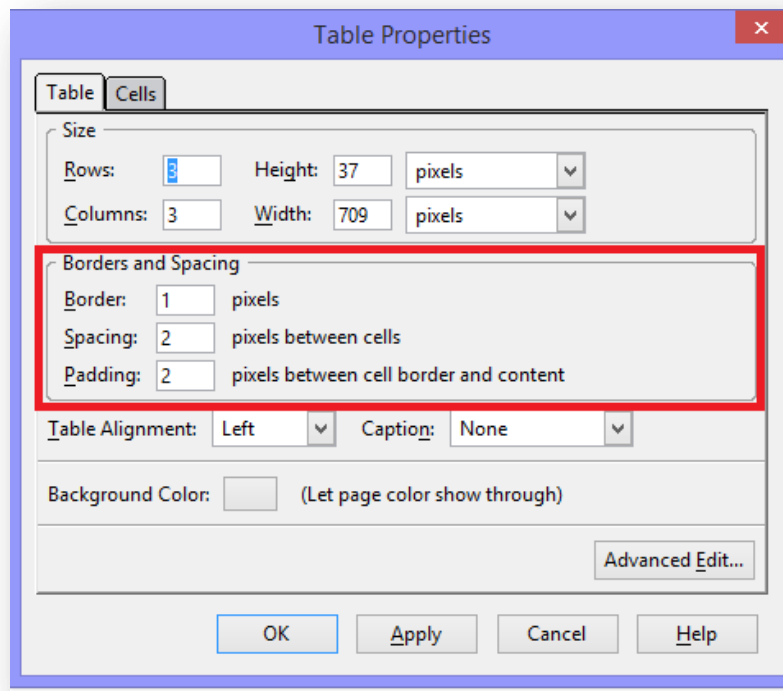 Table Properties
Table Cells
Size
Rows: 3 Height: 37 pixels
Columns: 3 Width: 709 pixels
Borders and Spacing
Border: 1 pixels
Spacing: 2 pixels between cells
Padding: 2 pixels between cell border and content
Table Alignment: Left Caption: None
Background Color: (Let page color show through)
Advanced Edit...
OK Apply Cancel Help